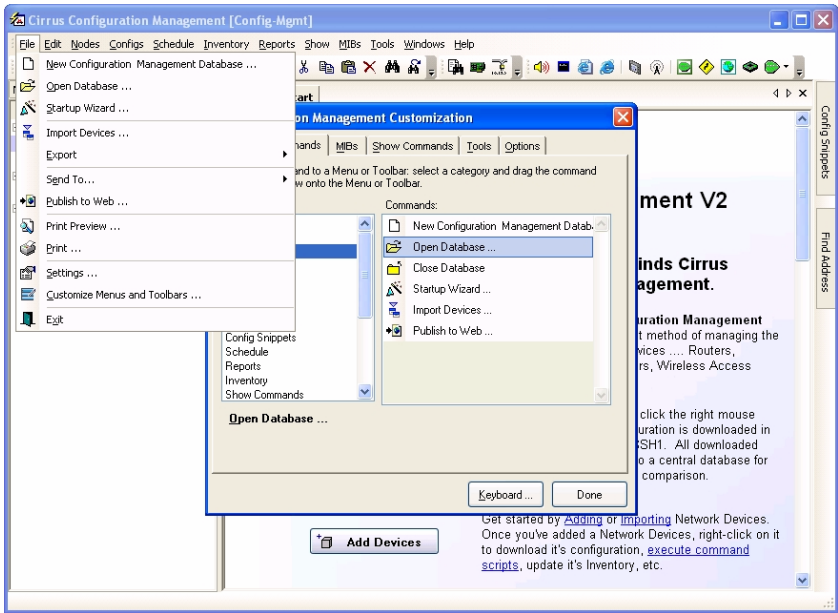 Cirrus Configuration Management [Config-Mgmt]
File Edit Nodes Configs Schedule Inventory Reports Show MIBs Tools Windows Help
New Configuration Management Database ...
Open Database ...
Startup Wizard ...
Import Devices ...
Export
Send To...
Publish to Web ...
Print Preview ...
Print ...
Settings ...
Customize Menus and Toolbars ...
Exit
art
on Management Customization
ands MIBs Show Commands Tools Options
and to a Menu or Toolbar: select a category and drag the command
w onto the Menu or Toolbar.
Commands:
New Configuration Management Datab
Open Database ...
Close Database
Startup Wizard ...
Import Devices ...
Publish to Web ...
Config Snippets
Schedule
Reports
Inventory
Show Commands
Open Database ...
Keyboard ...
Done
ment V2
inds Cirrus
agement.
uration Management
t method of managing the
vices .... Routers,
rs, Wireless Access
click the right mouse
uration is downloaded in
SSH1. All downloaded
o a central database for
comparison.
Add Devices
Get started by Adding or Importing Network Devices.
Once you've added a Network Devices, right-click on it
to download it's configuration, execute command
scripts, update it's Inventory, etc.
Config Snippets
Find Address